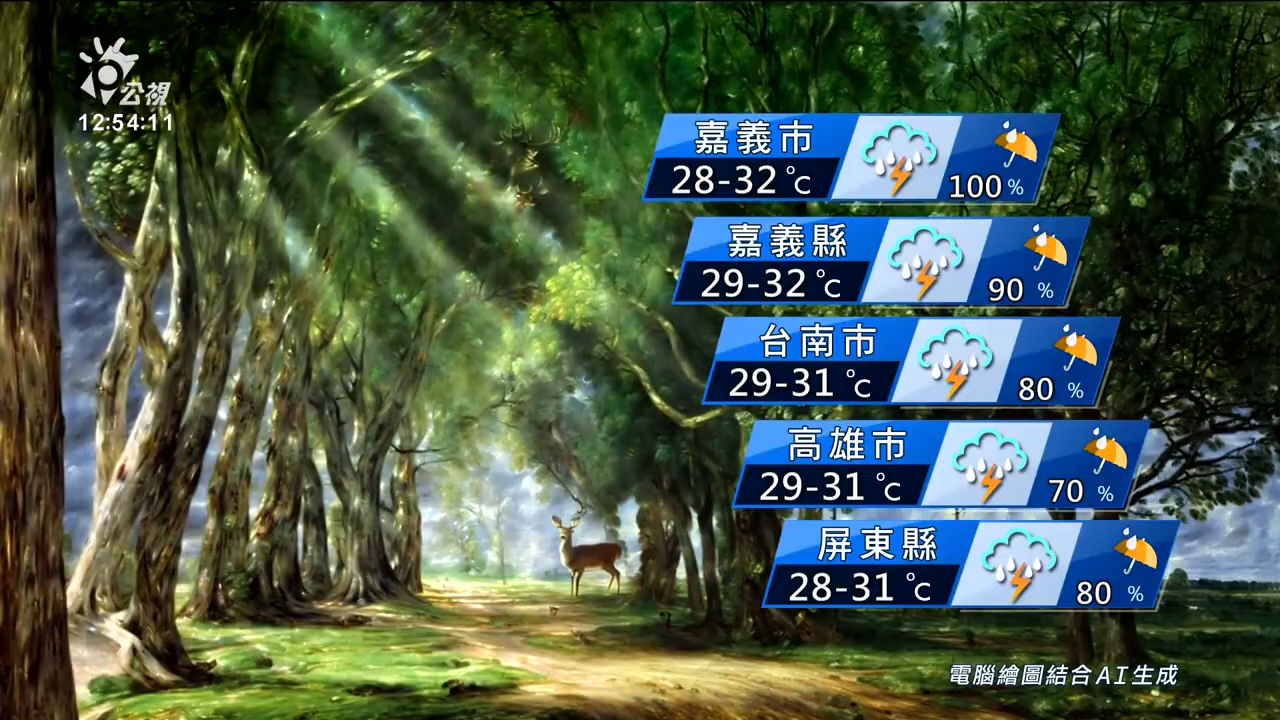 公視
12:54:11
嘉義市
28-32 ℃
100 %
嘉義縣
29-32 ℃
90 %
台南市
29-31 ℃
80 %
高雄市
29-31 ℃
70 %
屏東縣
28-31 ℃
80 %
電腦繪圖結合AI生成